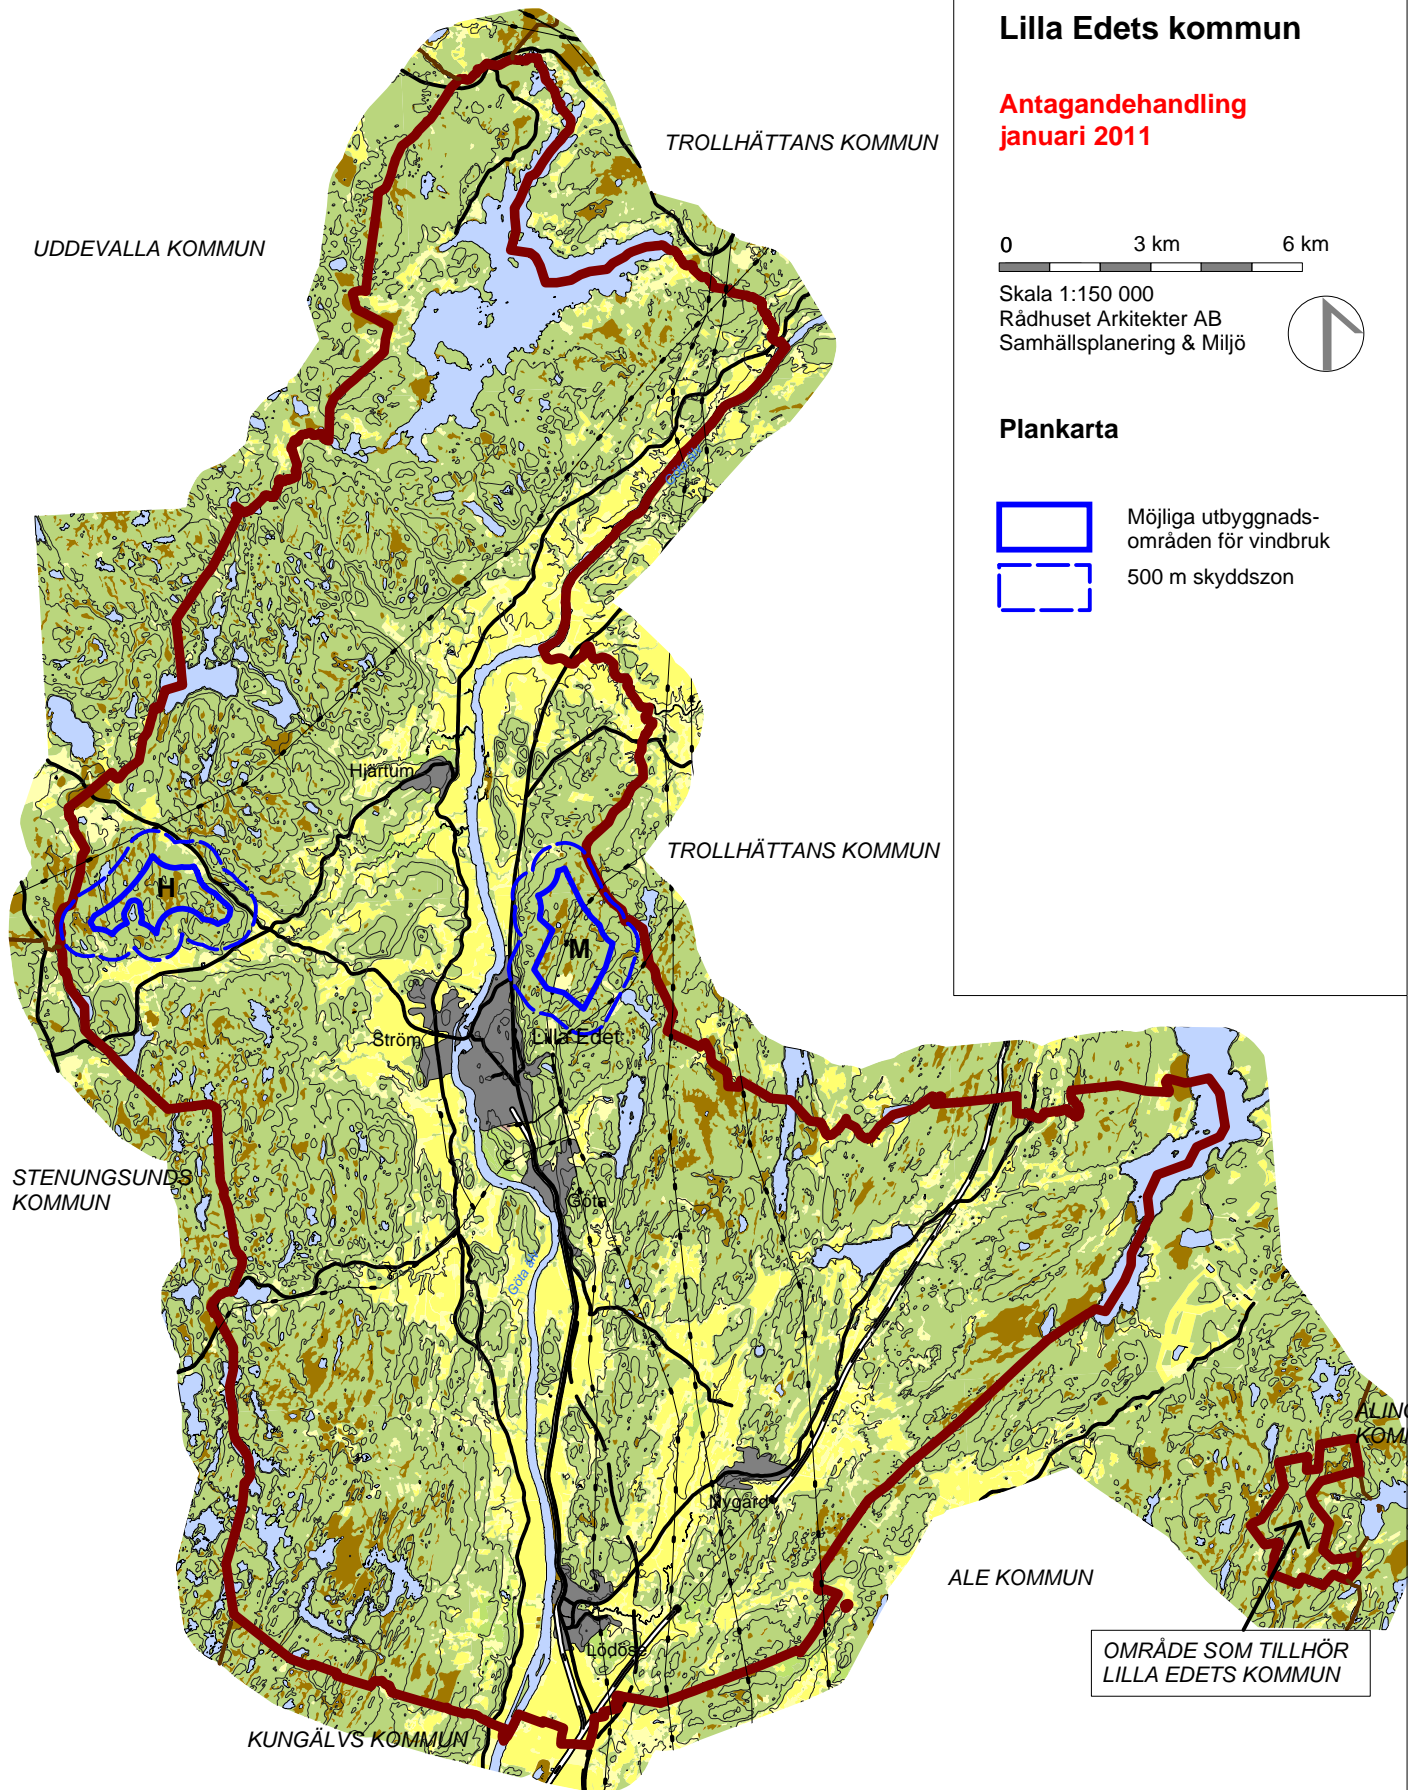 Lilla Edets kommun
Antagandehandling
januari 2011
0 3 km 6 km
Skala 1:150 000
Rådhuset Arkitekter AB
Samhällsplanering & Miljö
Plankarta
Möjliga utbyggnads-
områden för vindbruk
500 m skyddszon
TROLLHÄTTANS KOMMUN
UDDEVALLA KOMMUN
Hjärtum
TROLLHÄTTANS KOMMUN
H
M
Ström
Lilla Edet
STENUNGSUNDS
KOMMUN
Göta
Göta älv
Nygård
ALE KOMMUN
Lödöse
KUNGÄLVS KOMMUN
OMRÅDE SOM TILLHÖR
LILLA EDETS KOMMUN